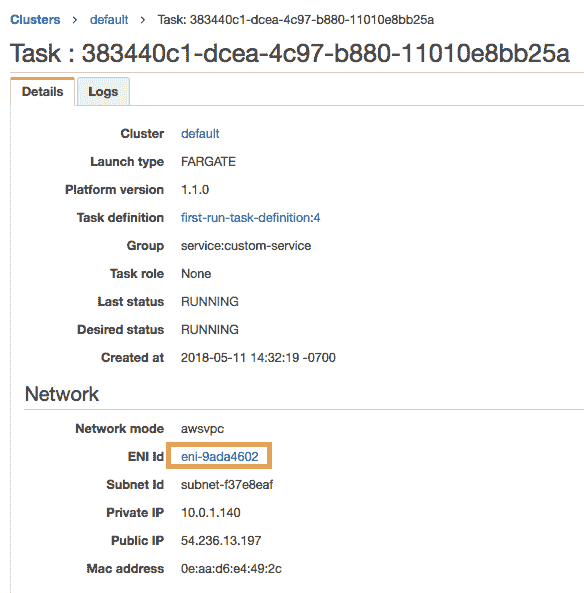 Clusters > default > Task: 383440c1-dcea-4c97-b880-11010e8bb25a
Task : 383440c1-dcea-4c97-b880-11010e8bb25a
Details Logs
Cluster default
Launch type FARGATE
Platform version 1.1.0
Task definition first-run-task-definition:4
Group service:custom-service
Task role None
Last status RUNNING
Desired status RUNNING
Created at 2018-05-11 14:32:19 -0700
Network
Network mode awsvpc
ENI Id eni-9ada4602
Subnet Id subnet-f37e8eaf
Private IP 10.0.1.140
Public IP 54.236.13.197
Mac address 0e:aa:d6:e4:49:2c